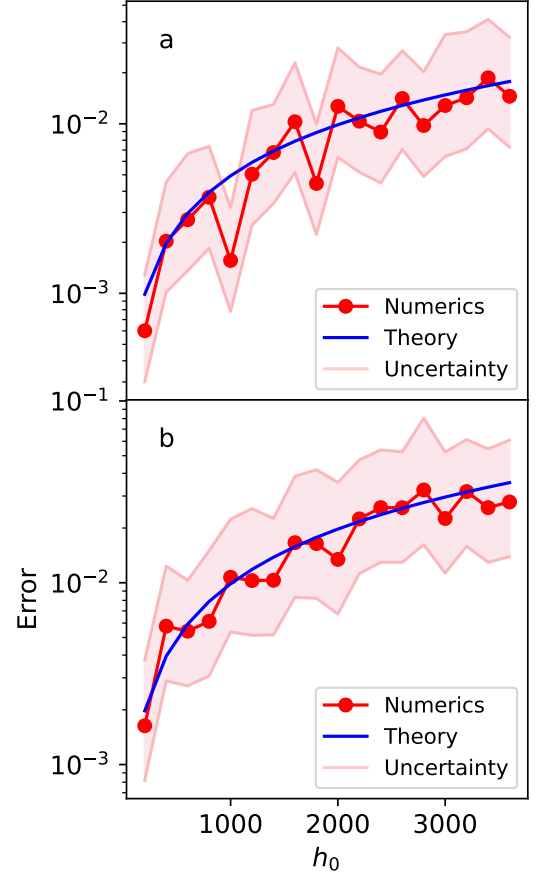 a
10⁻²
10⁻³
Numerics
Theory
Uncertainty
10⁻¹
b
10⁻²
10⁻³
Error
Numerics
Theory
Uncertainty
1000 2000 3000
h₀